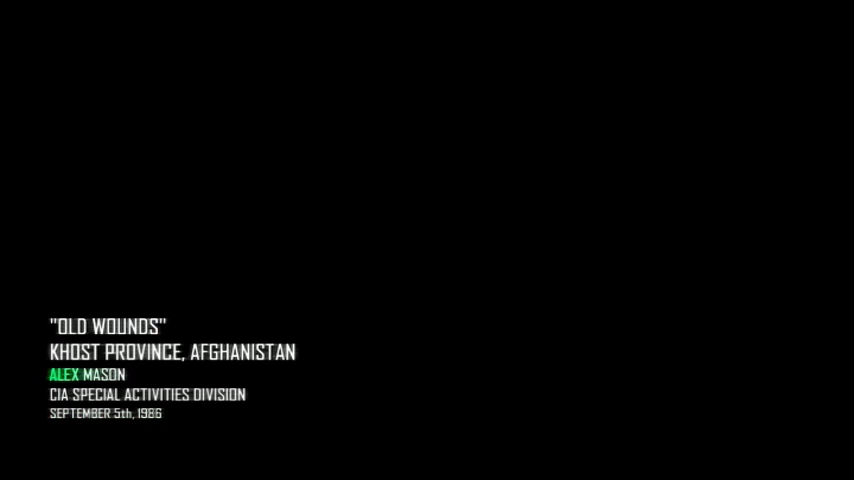 "OLD WOUNDS"
KHOST PROVINCE, AFGHANISTAN
ALEX MASON
CIA SPECIAL ACTIVITIES DIVISION
SEPTEMBER 5th, 1986